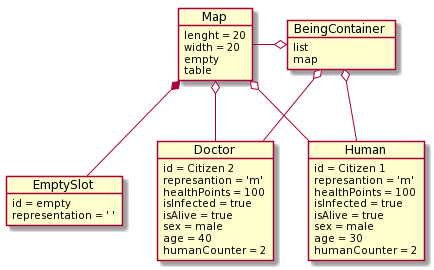 Map
lenght = 20
width = 20
empty
table
BeingContainer
list
map
EmptySlot
id = empty
representation = ' '
Doctor
id = Citizen 2
represantion = 'm'
healthPoints = 100
isInfected = true
isAlive = true
sex = male
age = 40
humanCounter = 2
Human
id = Citizen 1
represantion = 'm'
healthPoints = 100
isInfected = true
isAlive = true
sex = male
age = 30
humanCounter = 2